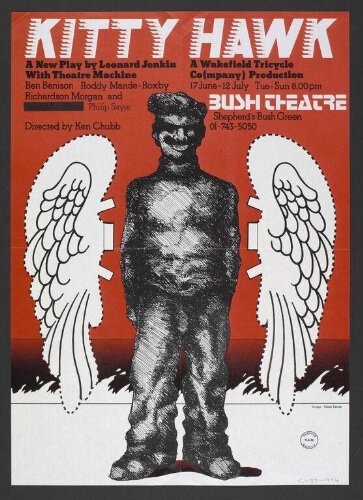 KITTY HAWK
A New Play by Leonard Jenkin
With Theatre Machine
Ben Benison Roddy Maude-Roxby
Richardson Morgan and
Philip Sayer
Directed by Ken Chubb
A Wakefield Tricycle
Co(mpany) Production
17 June-12 July Tue-Sun 8.00pm
BUSH THEATRE
Shepherd's Bush Green
01-743-5050
Design:
V&M